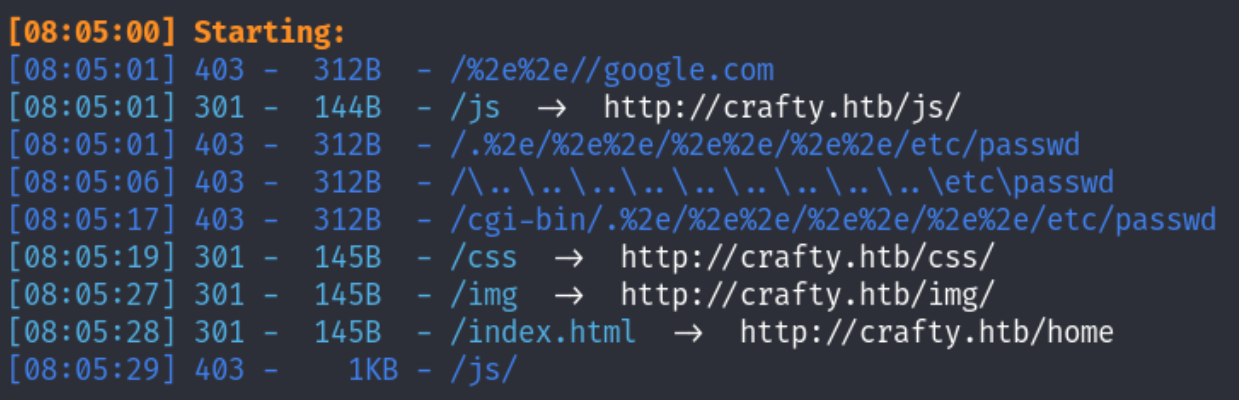 [08:05:00] Starting:
[08:05:01] 403 -  312B  - /%2e%2e//google.com
[08:05:01] 301 -  144B  - /js  →  http://crafty.htb/js/
[08:05:01] 403 -  312B  - /.%2e/%2e%2e/%2e%2e/%2e%2e/etc/passwd
[08:05:06] 403 -  312B  - /\..\..\..\..\..\..\..\..\..\etc\passwd
[08:05:17] 403 -  312B  - /cgi-bin/.%2e/%2e%2e/%2e%2e/%2e%2e/etc/passwd
[08:05:19] 301 -  145B  - /css  →  http://crafty.htb/css/
[08:05:27] 301 -  145B  - /img  →  http://crafty.htb/img/
[08:05:28] 301 -  145B  - /index.html  →  http://crafty.htb/home
[08:05:29] 403 -    1KB - /js/